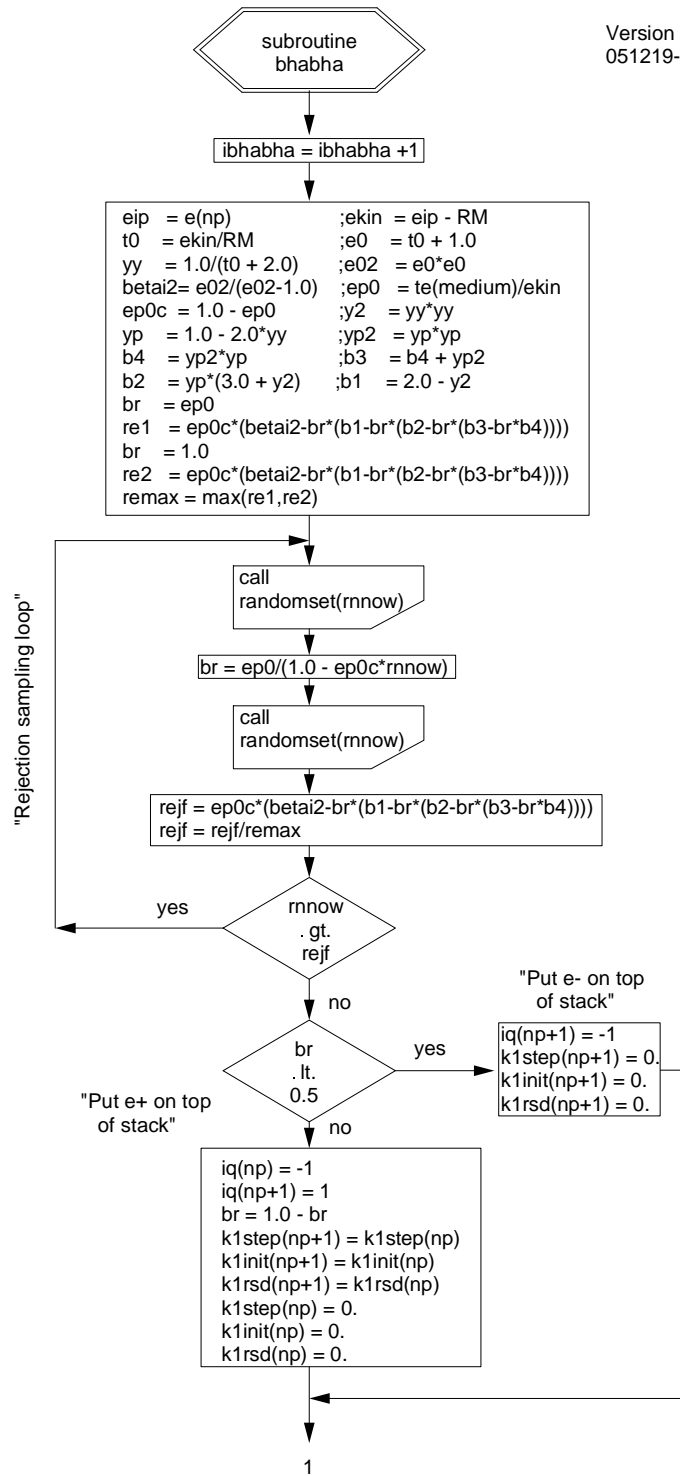 subroutine
bhabha
Version
051219-
ibhabha = ibhabha +1
eip = e(np) ;ekin = eip - RM
t0 = ekin/RM ;e0 = t0 + 1.0
yy = 1.0/(t0 + 2.0) ;e02 = e0*e0
betai2= e02/(e02-1.0) ;ep0 = te(medium)/ekin
ep0c = 1.0 - ep0 ;y2 = yy*yy
yp = 1.0 - 2.0*yy ;yp2 = yp*yp
b4 = yp2*yp ;b3 = b4 + yp2
b2 = yp*(3.0 + y2) ;b1 = 2.0 - y2
br = ep0
re1 = ep0c*(betai2-br*(b1-br*(b2-br*(b3-br*b4))))
br = 1.0
re2 = ep0c*(betai2-br*(b1-br*(b2-br*(b3-br*b4))))
remax = max(re1,re2)
"Rejection sampling loop"
call
randomset(rnnow)
br = ep0/(1.0 - ep0c*rnnow)
call
randomset(rnnow)
rejf = ep0c*(betai2-br*(b1-br*(b2-br*(b3-br*b4))))
rejf = rejf/remax
yes
rnnow
. gt.
rejf
no
"Put e- on top
of stack"
br
. lt.
0.5
yes
iq(np+1) = -1
k1step(np+1) = 0.
k1init(np+1) = 0.
k1rsd(np+1) = 0.
"Put e+ on top
of stack"
no
iq(np) = -1
iq(np+1) = 1
br = 1.0 - br
k1step(np+1) = k1step(np)
k1init(np+1) = k1init(np)
k1rsd(np+1) = k1rsd(np)
k1step(np) = 0.
k1init(np) = 0.
k1rsd(np) = 0.
1